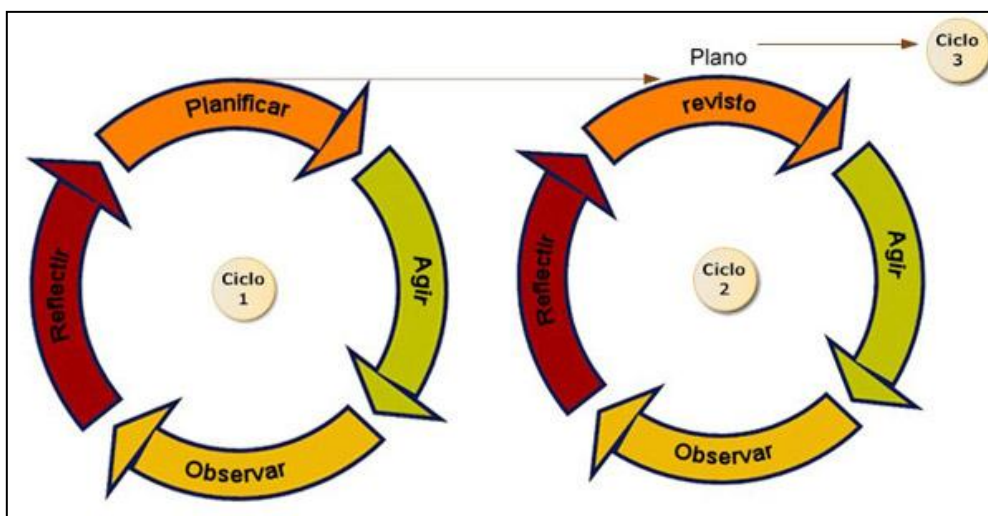 Planificar
Agir
Observar
Reflectir
Ciclo
1
Plano
revisto
Agir
Observar
Reflectir
Ciclo
2
Ciclo
3